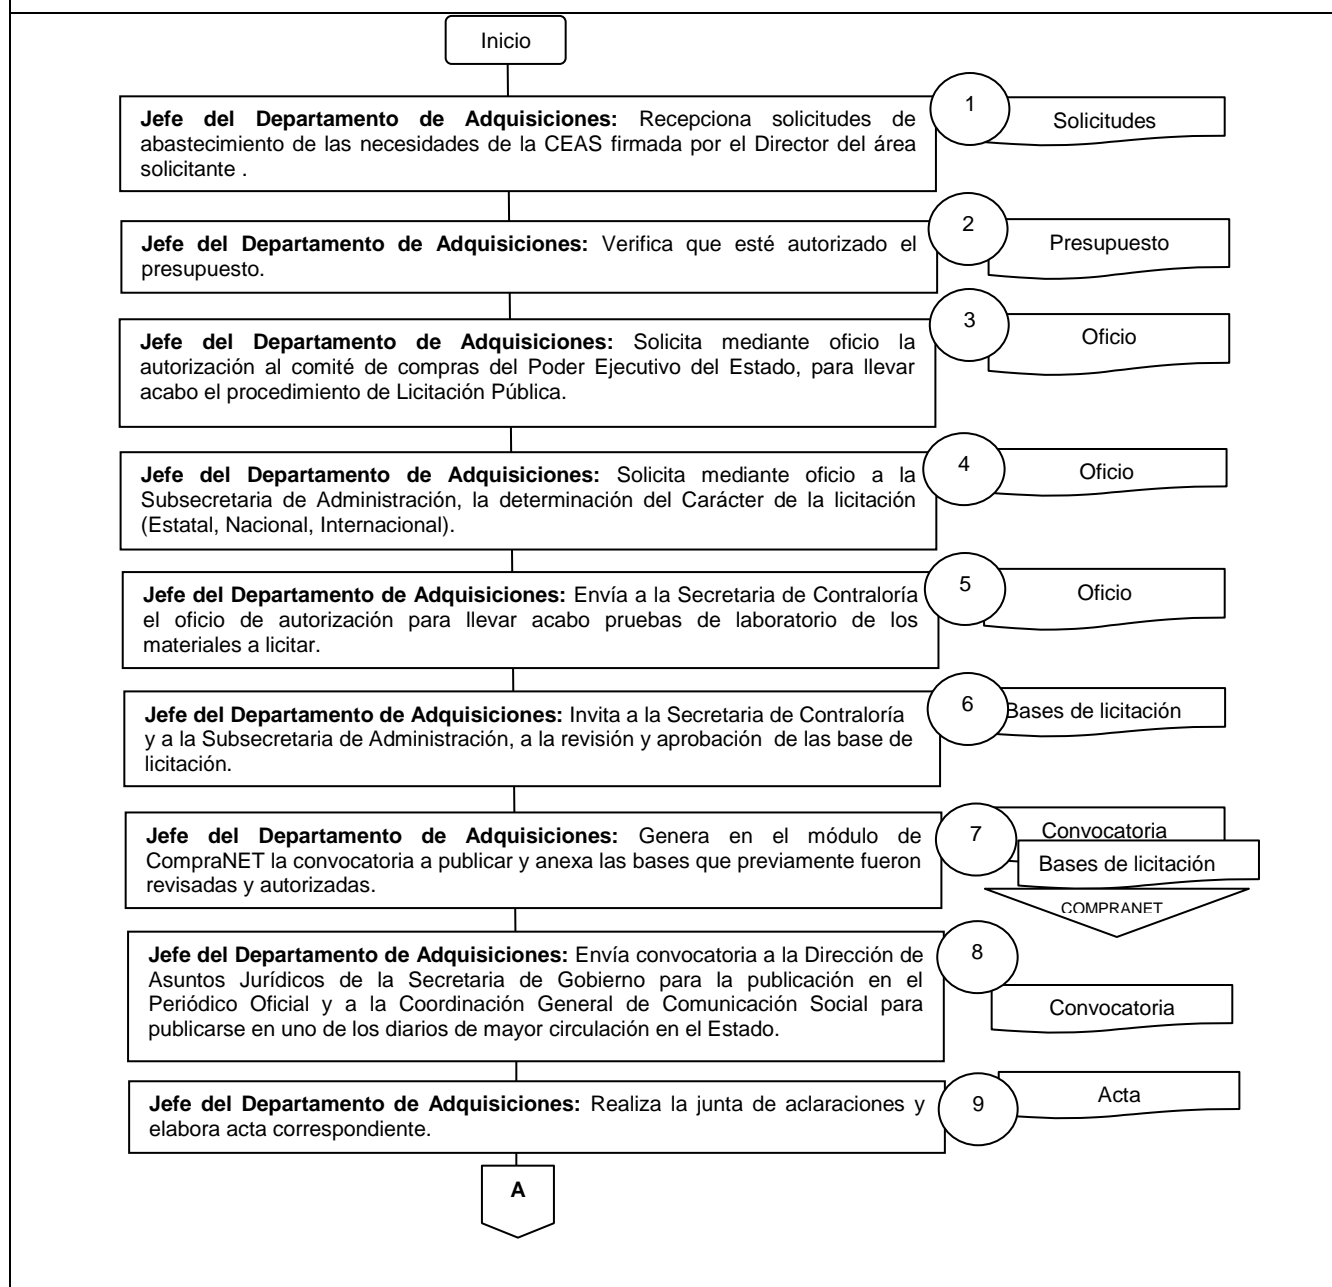 Inicio
Jefe del Departamento de Adquisiciones: Recepciona solicitudes de
abastecimiento de las necesidades de la CEAS firmada por el Director del área
solicitante .
1
Solicitudes
Jefe del Departamento de Adquisiciones: Verifica que esté autorizado el
presupuesto.
2
Presupuesto
Jefe del Departamento de Adquisiciones: Solicita mediante oficio la
autorización al comité de compras del Poder Ejecutivo del Estado, para llevar
acabo el procedimiento de Licitación Pública.
3
Oficio
Jefe del Departamento de Adquisiciones: Solicita mediante oficio a la
Subsecretaria de Administración, la determinación del Carácter de la licitación
(Estatal, Nacional, Internacional).
4
Oficio
Jefe del Departamento de Adquisiciones: Envía a la Secretaria de Contraloría
el oficio de autorización para llevar acabo pruebas de laboratorio de los
materiales a licitar.
5
Oficio
Jefe del Departamento de Adquisiciones: Invita a la Secretaria de Contraloría
y a la Subsecretaria de Administración, a la revisión y aprobación de las base de
licitación.
6
Bases de licitación
Jefe del Departamento de Adquisiciones: Genera en el módulo de
CompraNET la convocatoria a publicar y anexa las bases que previamente fueron
revisadas y autorizadas.
7
Convocatoria
Bases de licitación
COMPRANET
Jefe del Departamento de Adquisiciones: Envía convocatoria a la Dirección de
Asuntos Jurídicos de la Secretaria de Gobierno para la publicación en el
Periódico Oficial y a la Coordinación General de Comunicación Social para
publicarse en uno de los diarios de mayor circulación en el Estado.
8
Convocatoria
Jefe del Departamento de Adquisiciones: Realiza la junta de aclaraciones y
elabora acta correspondiente.
9
Acta
A